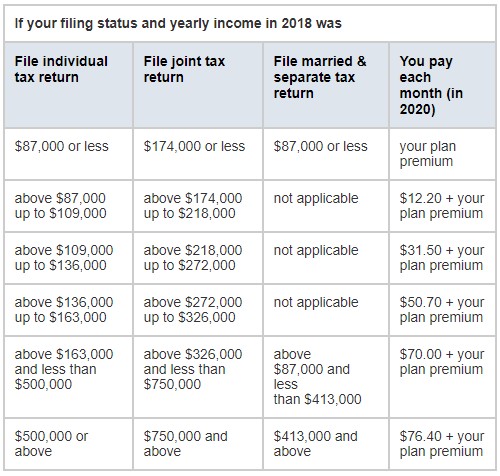 If your filing status and yearly income in 2018 was
File individual
tax return
File joint tax
return
File married &
separate tax
return
You pay
each
month (in
2020)
$87,000 or less
$174,000 or less
$87,000 or less
your plan
premium
above $87,000
up to $109,000
above $174,000
up to $218,000
not applicable
$12.20 + your
plan premium
above $109,000
up to $136,000
above $218,000
up to $272,000
not applicable
$31.50 + your
plan premium
above $136,000
up to $163,000
above $272,000
up to $326,000
not applicable
$50.70 + your
plan premium
above $163,000
and less than
$500,000
above $326,000
and less than
$750,000
above
$87,000 and
less
than $413,000
$70.00 + your
plan premium
$500,000 or
above
$750,000 and
above
$413,000 and
above
$76.40 + your
plan premium